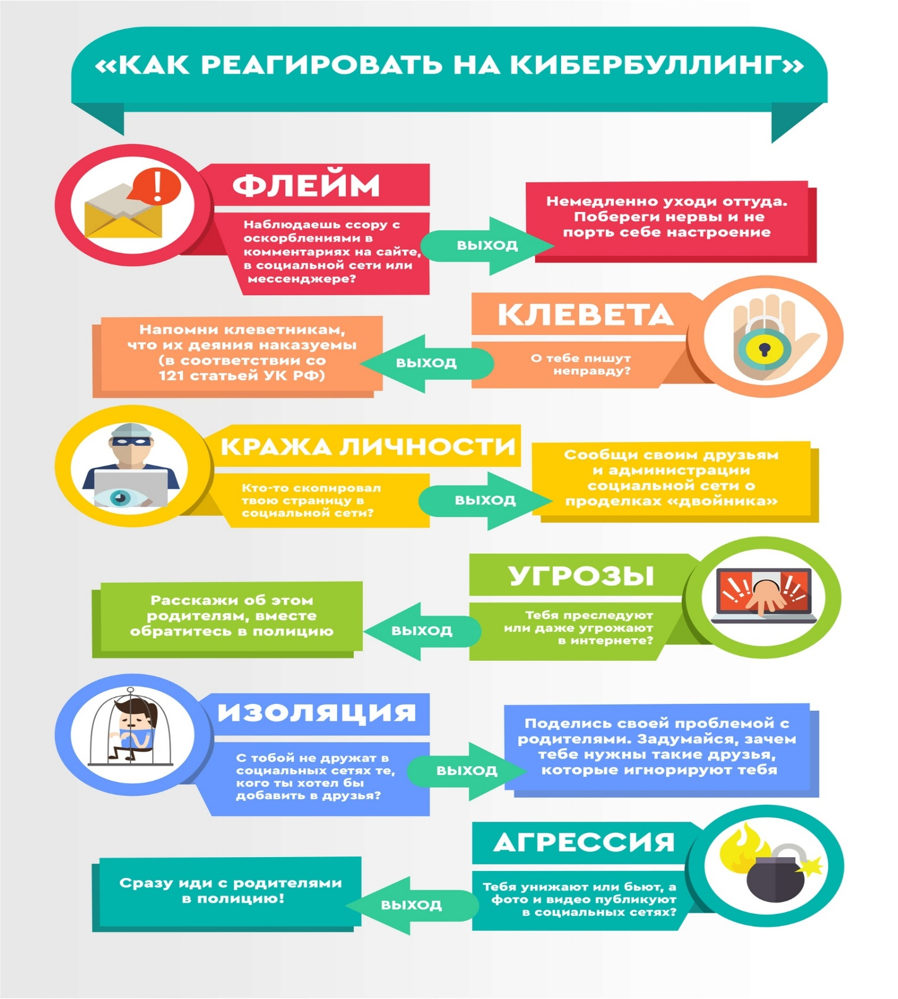 «КАК РЕАГИРОВАТЬ НА КИБЕРБУЛЛИНГ»
ФЛЕЙМ
Наблюдаешь ссору с
оскорблениями в
комментариях на сайте,
в социальной сети или
мессенджере?
ВЫХОД
Немедленно уходи оттуда.
Побереги нервы и не
порть себе настроение
КЛЕВЕТА
О тебе пишут
неправду?
ВЫХОД
Напомни клеветникам,
что их деяния наказуемы
(в соответствии со
121 статьей УК РФ)
КРАЖА ЛИЧНОСТИ
Кто-то скопировал
твою страницу в
социальной сети?
ВЫХОД
Сообщи своим друзьям
и администрации
социальной сети о
проделках «двойника»
УГРОЗЫ
Тебя преследуют
или даже угрожают
в интернете?
ВЫХОД
Расскажи об этом
родителям, вместе
обратитесь в полицию
ИЗОЛЯЦИЯ
С тобой не дружат в
социальных сетях те,
кого ты хотел бы
добавить в друзья?
ВЫХОД
Поделись своей проблемой с
родителями. Задумайся, зачем
тебе нужны такие друзья,
которые игнорируют тебя
АГРЕССИЯ
Тебя унижают или бьют, а
фото и видео публикуют
в социальных сетях?
ВЫХОД
Сразу иди с родителями
в полицию!